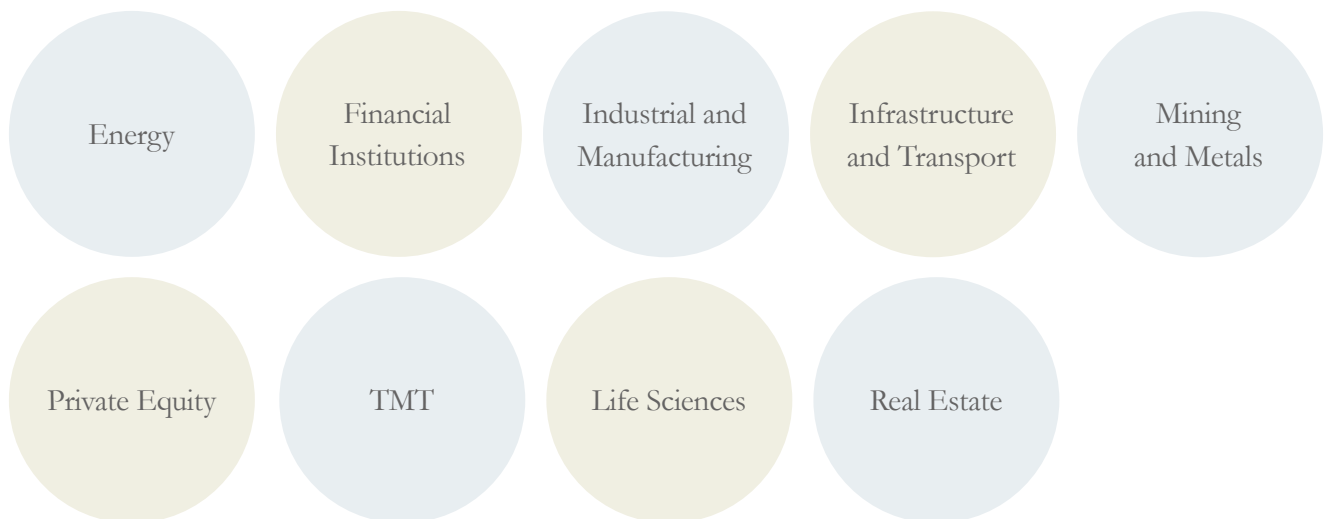 Energy
Financial
Institutions
Industrial and
Manufacturing
Infrastructure
and Transport
Mining
and Metals
Private Equity
TMT
Life Sciences
Real Estate